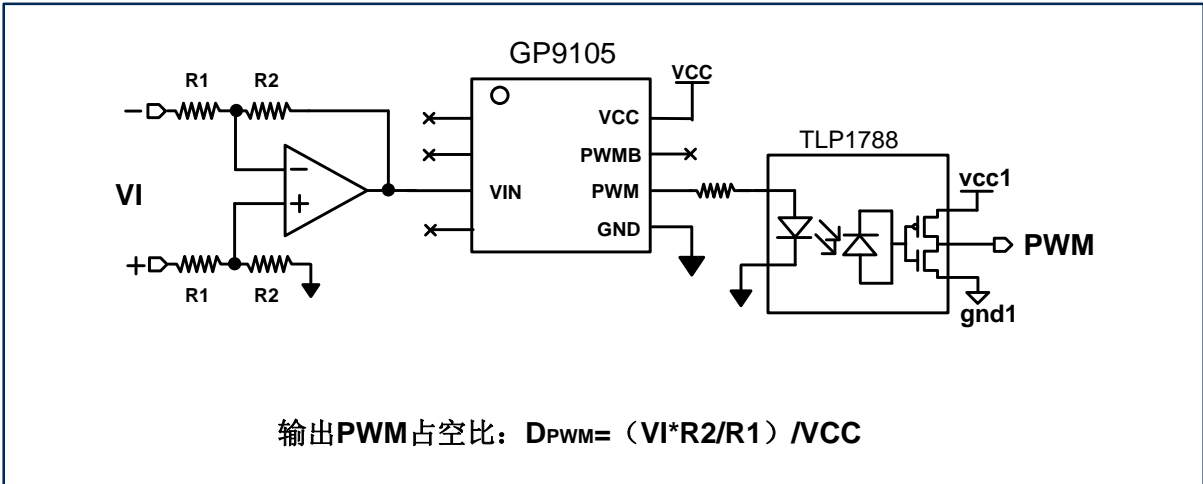 GP9105
R1 R2
VCC
VCC
TLP1788
PWMB
vcc1
VI
VIN
PWM
PWM
GND
R1 R2
gnd1
输出PWM占空比：DPWM=（VI*R2/R1）/VCC